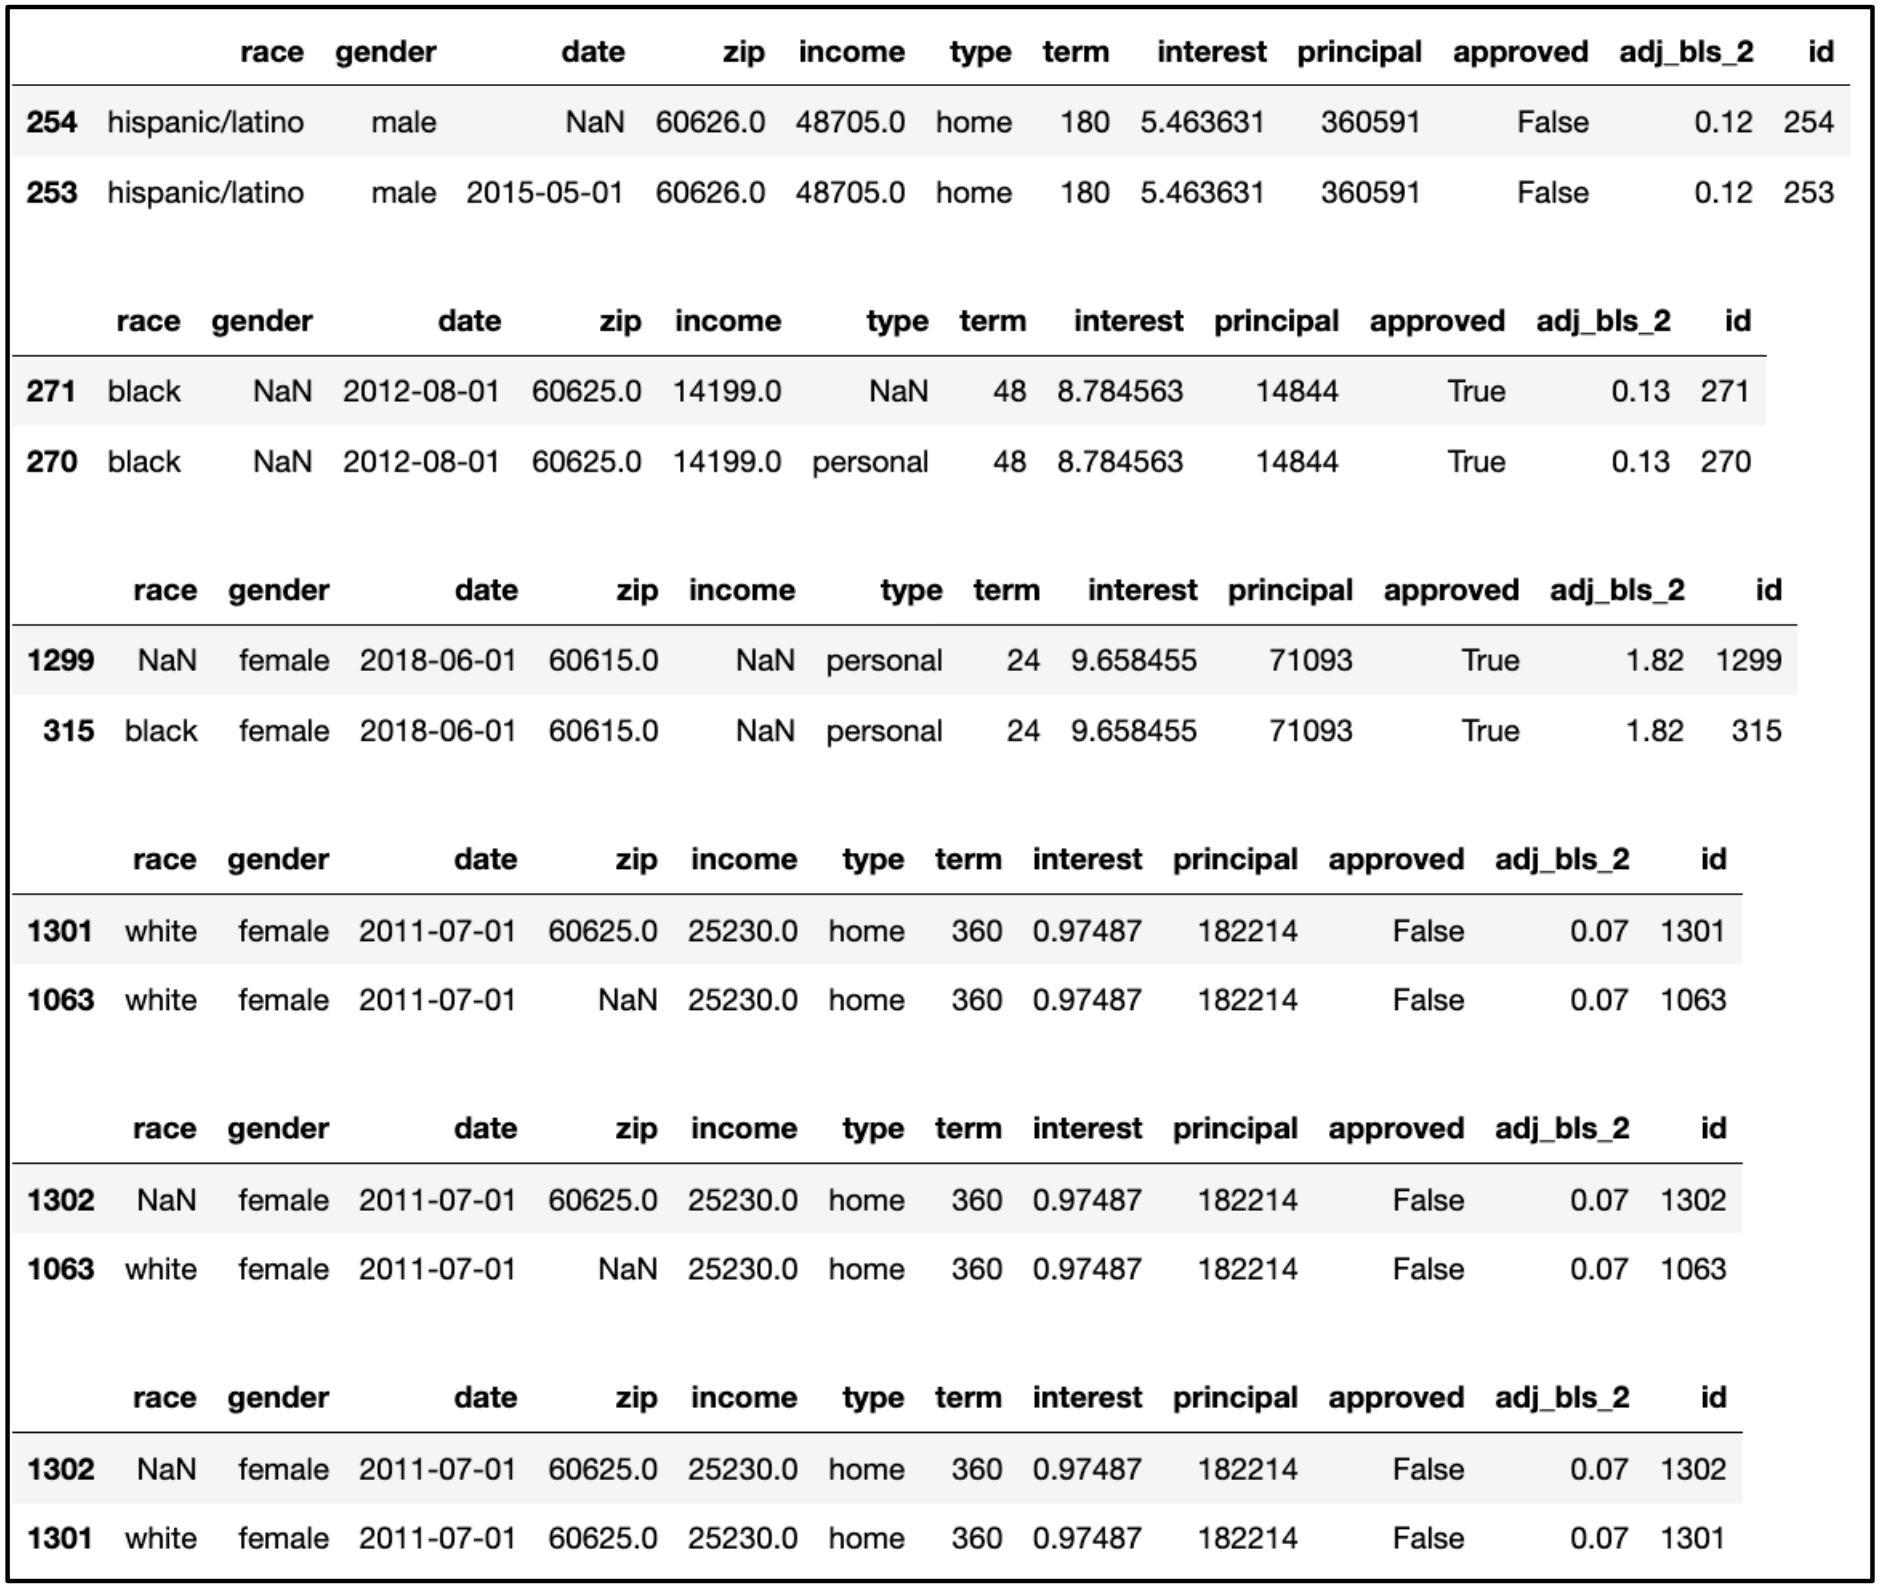 race gender date zip income type term interest principal approved adj_bls_2 id
254 hispanic/latino male NaN 60626.0 48705.0 home 180 5.463631 360591 False 0.12 254
253 hispanic/latino male 2015-05-01 60626.0 48705.0 home 180 5.463631 360591 False 0.12 253
race gender date zip income type term interest principal approved adj_bls_2 id
271 black NaN 2012-08-01 60625.0 14199.0 NaN 48 8.784563 14844 True 0.13 271
270 black NaN 2012-08-01 60625.0 14199.0 personal 48 8.784563 14844 True 0.13 270
race gender date zip income type term interest principal approved adj_bls_2 id
1299 NaN female 2018-06-01 60615.0 NaN personal 24 9.658455 71093 True 1.82 1299
315 black female 2018-06-01 60615.0 NaN personal 24 9.658455 71093 True 1.82 315
race gender date zip income type term interest principal approved adj_bls_2 id
1301 white female 2011-07-01 60625.0 25230.0 home 360 0.97487 182214 False 0.07 1301
1063 white female 2011-07-01 NaN 25230.0 home 360 0.97487 182214 False 0.07 1063
race gender date zip income type term interest principal approved adj_bls_2 id
1302 NaN female 2011-07-01 60625.0 25230.0 home 360 0.97487 182214 False 0.07 1302
1063 white female 2011-07-01 NaN 25230.0 home 360 0.97487 182214 False 0.07 1063
race gender date zip income type term interest principal approved adj_bls_2 id
1302 NaN female 2011-07-01 60625.0 25230.0 home 360 0.97487 182214 False 0.07 1302
1301 white female 2011-07-01 60625.0 25230.0 home 360 0.97487 182214 False 0.07 1301